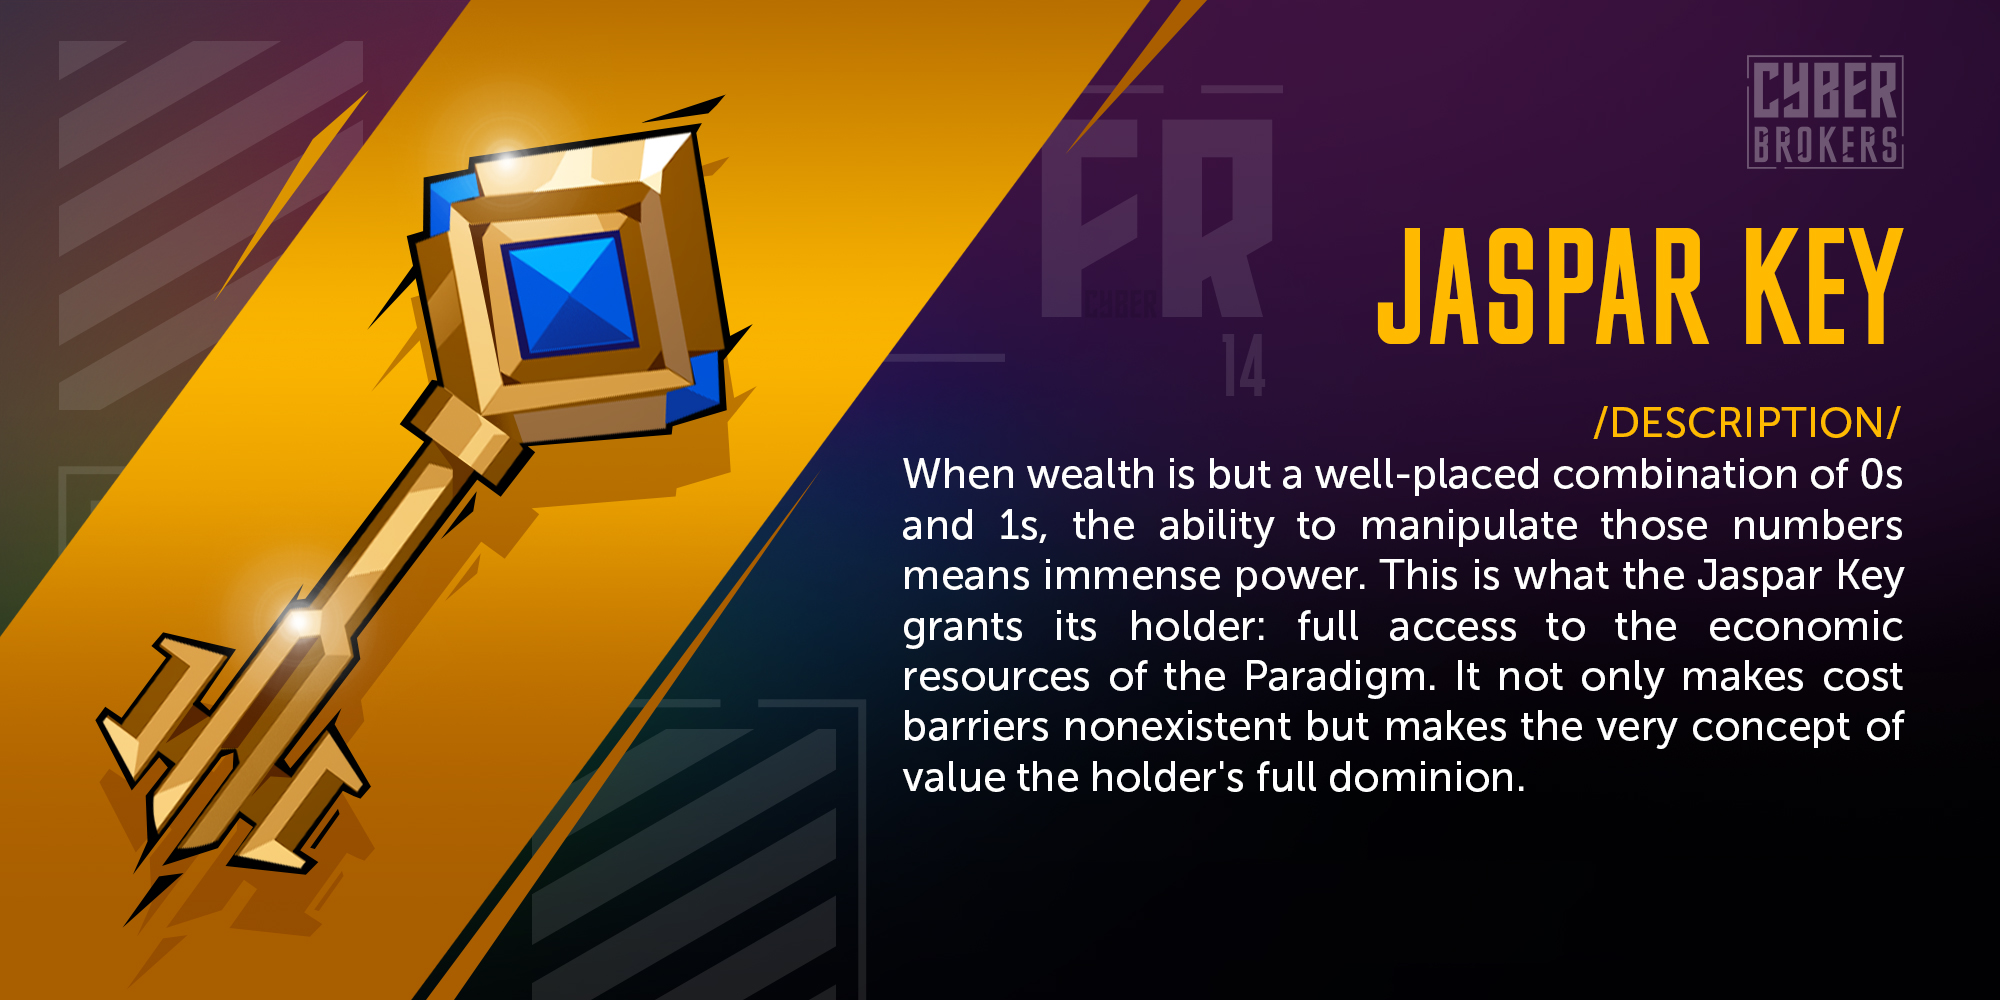 CYBER
BROKERS
FR
CYBER
14
JASPAR KEY
/DESCRIPTION/
When wealth is but a well-placed combination of 0s
and 1s, the ability to manipulate those numbers
means immense power. This is what the Jaspar Key
grants its holder: full access to the economic
resources of the Paradigm. It not only makes cost
barriers nonexistent but makes the very concept of
value the holder's full dominion.